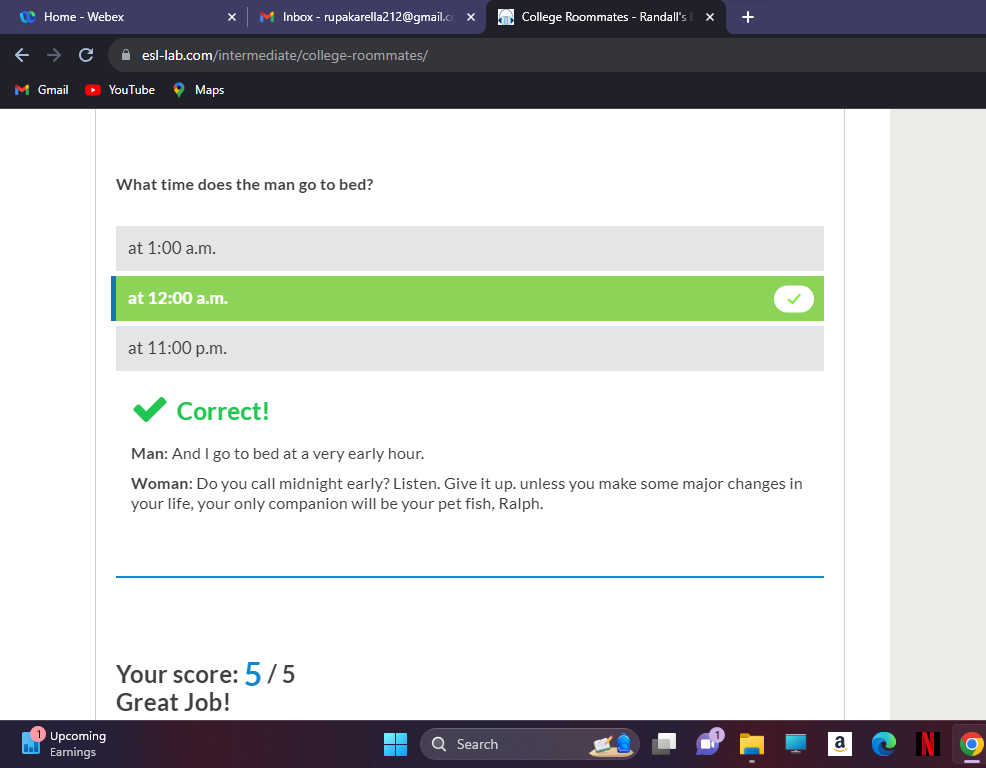 Home - Webex
Inbox - rupakarella212@gmail.c
College Roommates - Randall's
esl-lab.com/intermediate/college-roommates/
Gmail YouTube Maps
What time does the man go to bed?
at 1:00 a.m.
at 12:00 a.m.
at 11:00 p.m.
Correct!
Man: And I go to bed at a very early hour.
Woman: Do you call midnight early? Listen. Give it up. unless you make some major changes in
your life, your only companion will be your pet fish, Ralph.
Your score: 5 / 5
Great Job!
1
Upcoming
Earnings
Search
1
a
N